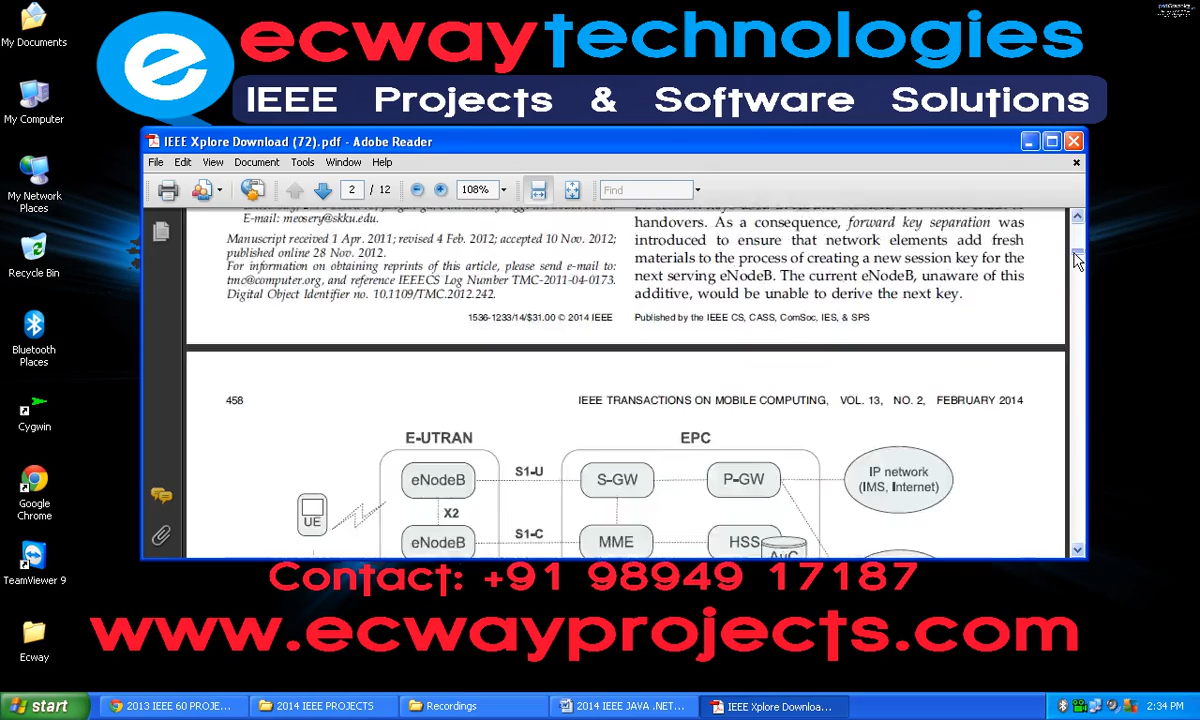 ecwaytechnologies
IEEE Projects & Software Solutions
My Documents
My Computer
My Network
Places
Recycle Bin
Bluetooth
Places
Cygwin
Google
Chrome
TeamViewer 9
Ecway
IEEE Xplore Download (72).pdf - Adobe Reader
File Edit View Document Tools Window Help
2 / 12 108% Find
E-mail: meosery@skku.edu.
Manuscript received 1 Apr. 2011; revised 4 Feb. 2012; accepted 10 Nov. 2012;
published online 28 Nov. 2012.
For information on obtaining reprints of this article, please send e-mail to:
tmc@computer.org, and reference IEEECS Log Number TMC-2011-04-0173.
Digital Object Identifier no. 10.1109/TMC.2012.242.
1536-1233/14/$31.00 © 2014 IEEE
handovers. As a consequence, forward key separation was
introduced to ensure that network elements add fresh
materials to the process of creating a new session key for the
next serving eNodeB. The current eNodeB, unaware of this
additive, would be unable to derive the next key.
Published by the IEEE CS, CASS, ComSoc, IES, & SPS
458
IEEE TRANSACTIONS ON MOBILE COMPUTING, VOL. 13, NO. 2, FEBRUARY 2014
E-UTRAN
EPC
eNodeB
S1-U
S-GW
P-GW
IP network
(IMS, Internet)
UE
X2
eNodeB
S1-C
MME
HSS
AuC
Contact: +91 98949 17187
www.ecwayprojects.com
start
2013 IEEE 60 PROJE...
2014 IEEE PROJECTS
Recordings
2014 IEEE JAVA .NET...
IEEE Xplore Downloa...
2:34 PM